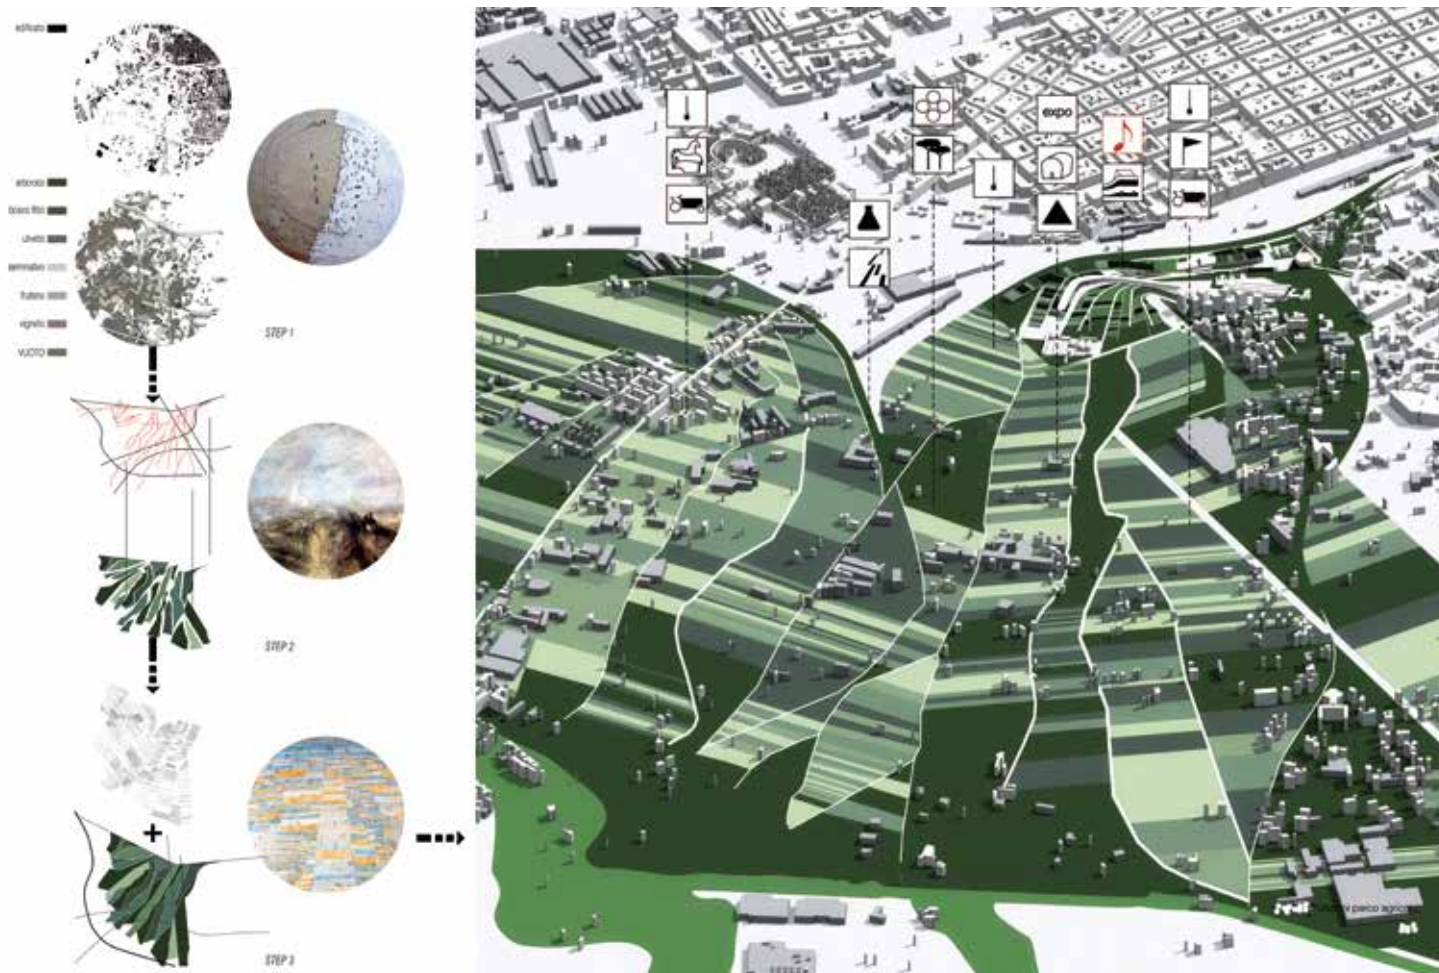 edificato
arborato
bosco fitto
uliveto
seminativo
frutteto
vigneto
VUOTO
STEP 1
STEP 2
STEP 3
expo
parco agricolo